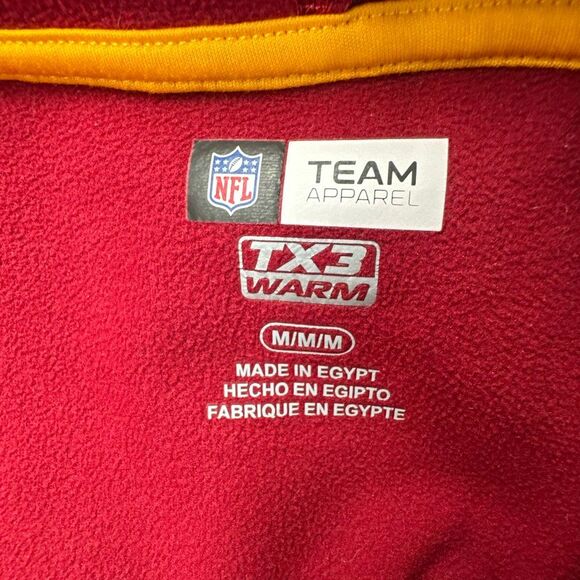 NFL
TEAM
APPAREL
TX3
WARM
M/M/M
MADE IN EGYPT
HECHO EN EGIPTO
FABRIQUE EN EGYPTE